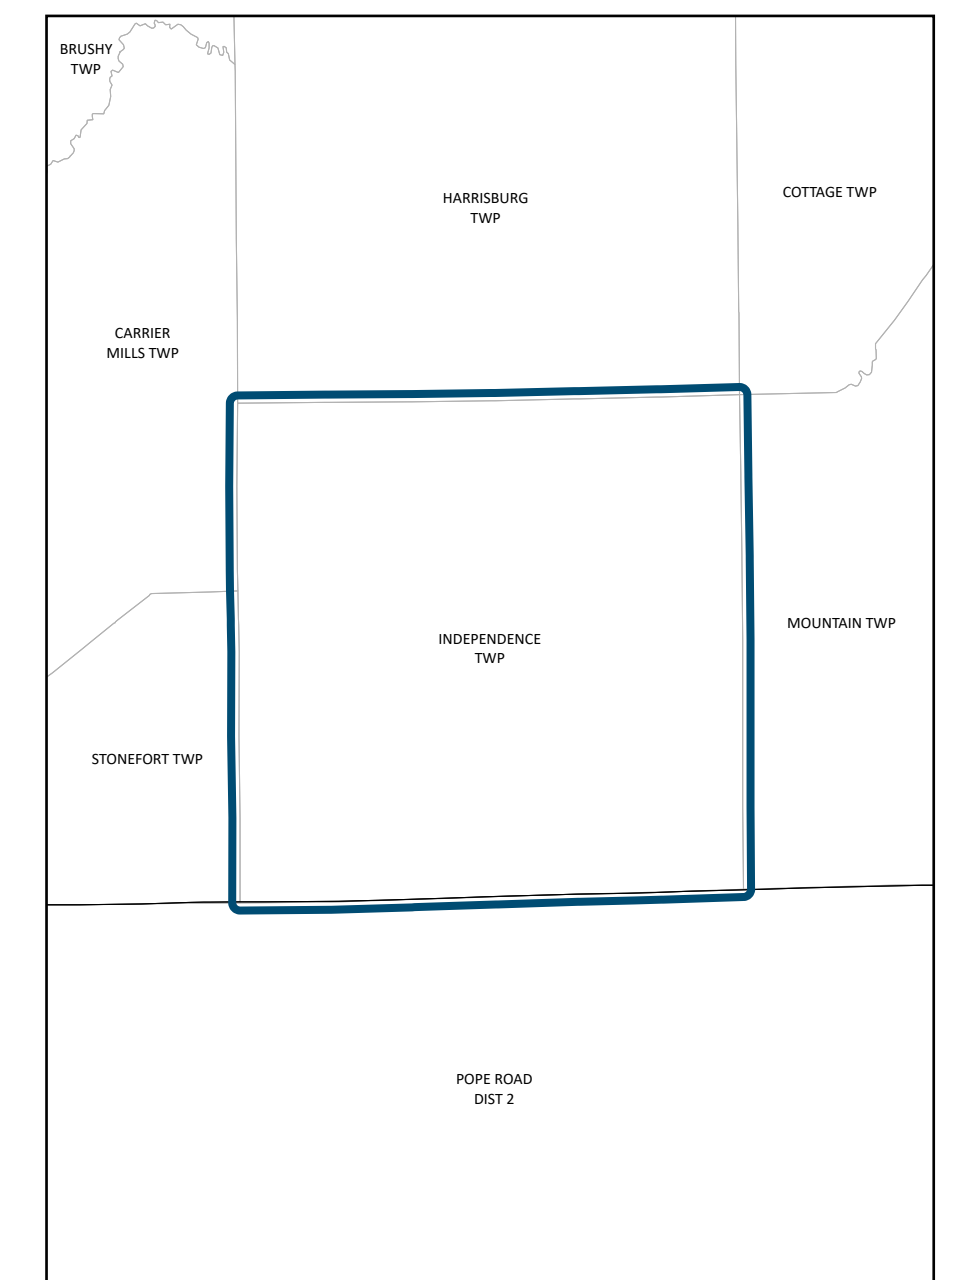 BRUSHY
TWP
HARRISBURG
TWP
COTTAGE TWP
CARRIER
MILLS TWP
INDEPENDENCE
TWP
MOUNTAIN TWP
STONEFORT TWP
POPE ROAD
DIST 2